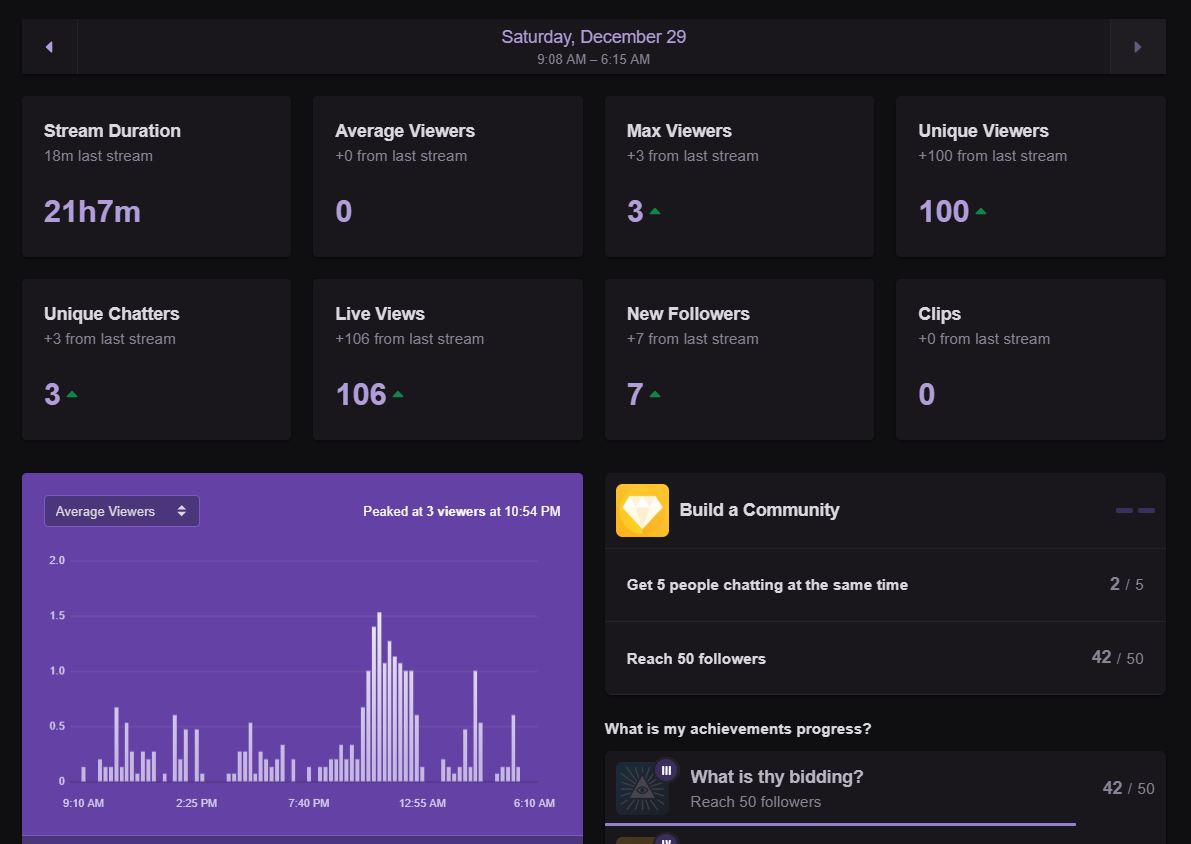 Saturday, December 29
9:08 AM – 6:15 AM
Stream Duration
18m last stream
21h7m
Average Viewers
+0 from last stream
0
Max Viewers
+3 from last stream
3
Unique Viewers
+100 from last stream
100
Unique Chatters
+3 from last stream
3
Live Views
+106 from last stream
106
New Followers
+7 from last stream
7
Clips
+0 from last stream
0
Average Viewers
Peaked at 3 viewers at 10:54 PM
2.0
1.5
1.0
0.5
0
9:10 AM 2:25 PM 7:40 PM 12:55 AM 6:10 AM
Build a Community
Get 5 people chatting at the same time 2 / 5
Reach 50 followers 42 / 50
What is my achievements progress?
III
What is thy bidding?
Reach 50 followers
42 / 50